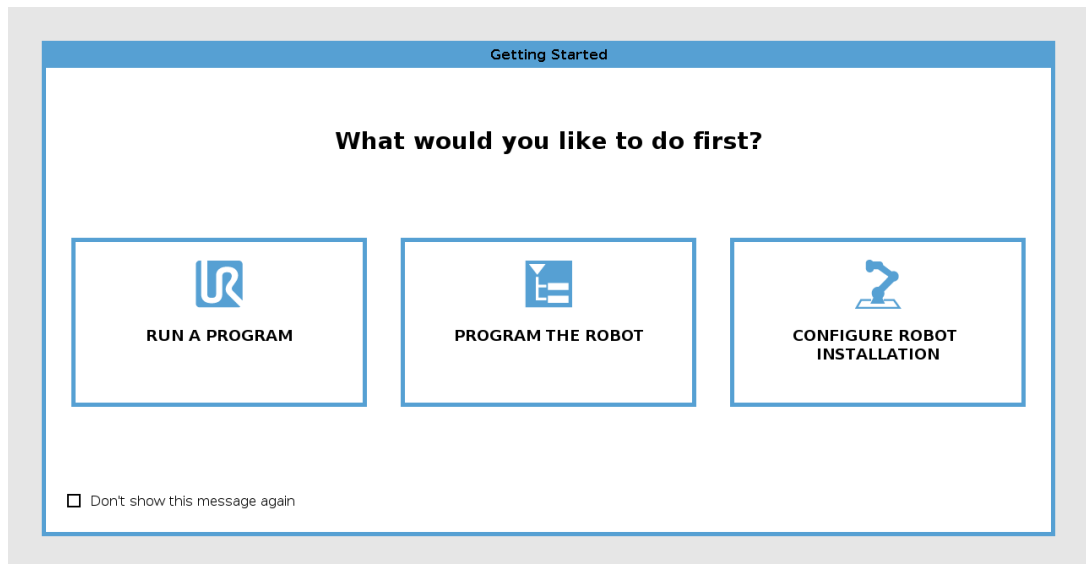 Getting Started
What would you like to do first?
RUN A PROGRAM
PROGRAM THE ROBOT
CONFIGURE ROBOT
INSTALLATION
Don't show this message again